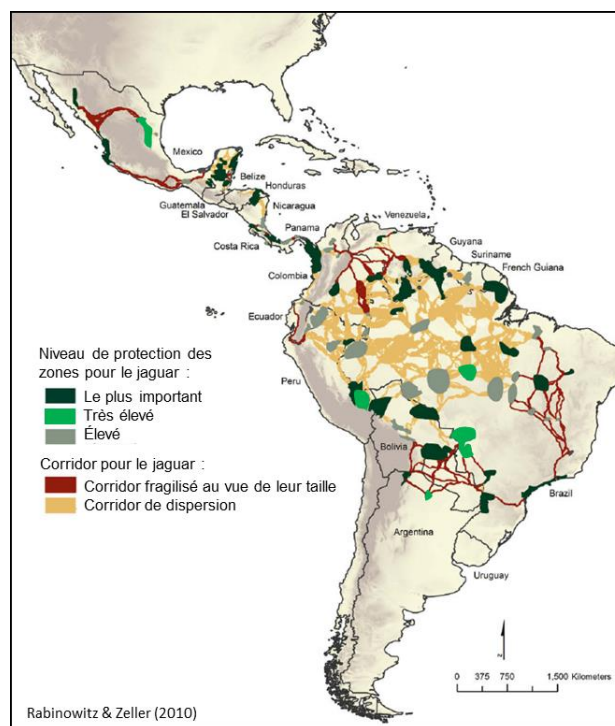 Mexico
Belize
Honduras
Guatemala
El Salvador
Nicaragua
Panama
Costa Rica
Venezuela
Guyana
Suriname
French Guiana
Colombia
Ecuador
Niveau de protection des
zones pour le jaguar :
Le plus important
Très élevé
Élevé
Corridor pour le jaguar :
Corridor fragilisé au vue de leur taille
Corridor de dispersion
Peru
Bolivia
Brazil
Argentina
Uruguay
N
0 375 750 1,500 Kilometers
Rabinowitz & Zeller (2010)